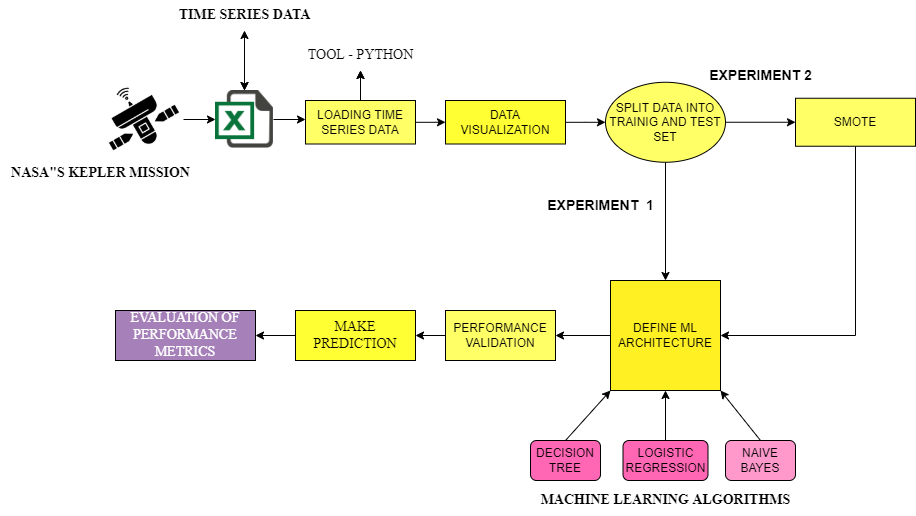 TIME SERIES DATA
TOOL - PYTHON
EXPERIMENT 2
X
LOADING TIME
SERIES DATA
DATA
VISUALIZATION
SPLIT DATA INTO
TRAINIG AND TEST
SET
SMOTE
NASA"S KEPLER MISSION
EXPERIMENT 1
EVALUATION OF
PERFORMANCE
METRICS
MAKE
PREDICTION
PERFORMANCE
VALIDATION
DEFINE ML
ARCHITECTURE
DECISION
TREE
LOGISTIC
REGRESSION
NAIVE
BAYES
MACHINE LEARNING ALGORITHMS